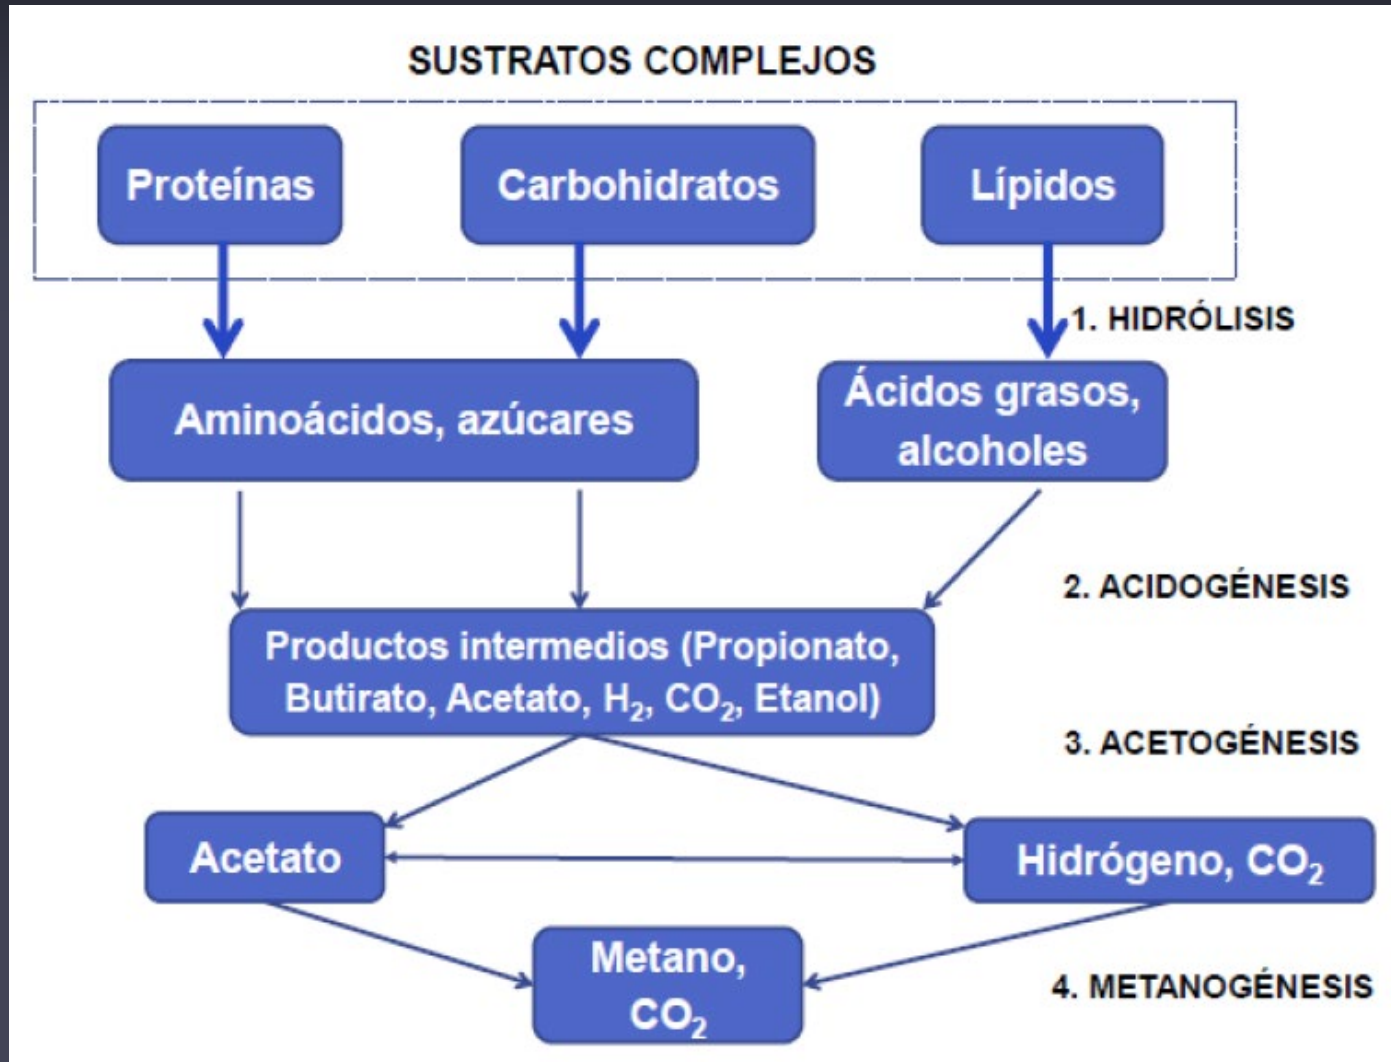 SUSTRATOS COMPLEJOS
Proteínas
Carbohidratos
Lípidos
1. HIDRÓLISIS
Aminoácidos, azúcares
Ácidos grasos,
alcoholes
2. ACIDOGÉNESIS
Productos intermedios (Propionato,
Butirato, Acetato, H₂, CO₂, Etanol)
3. ACETOGÉNESIS
Acetato
Hidrógeno, CO₂
Metano,
CO₂
4. METANOGÉNESIS